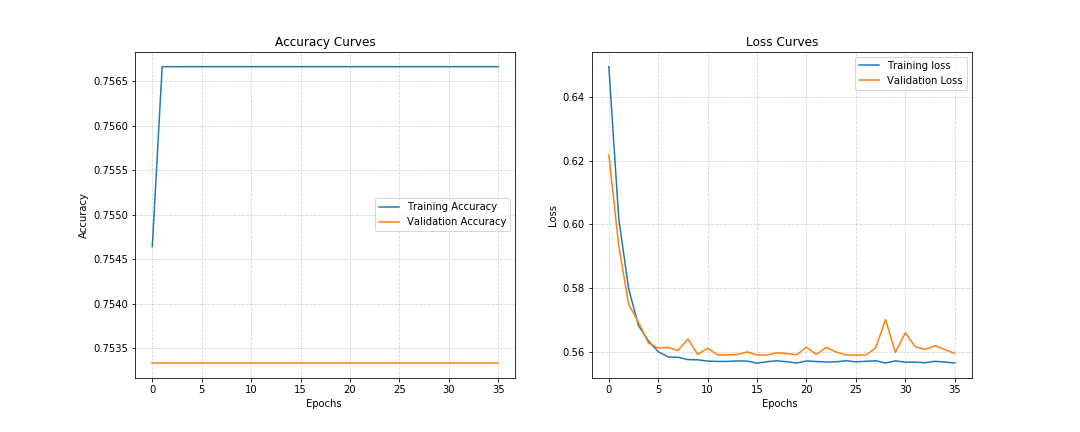 Accuracy Curves
0.7565
0.7560
0.7555
0.7550
0.7545
0.7540
0.7535
Accuracy
Training Accuracy
Validation Accuracy
0 5 10 15 20 25 30 35
Epochs
Loss Curves
0.64
0.62
0.60
0.58
0.56
Loss
Training loss
Validation Loss
0 5 10 15 20 25 30 35
Epochs